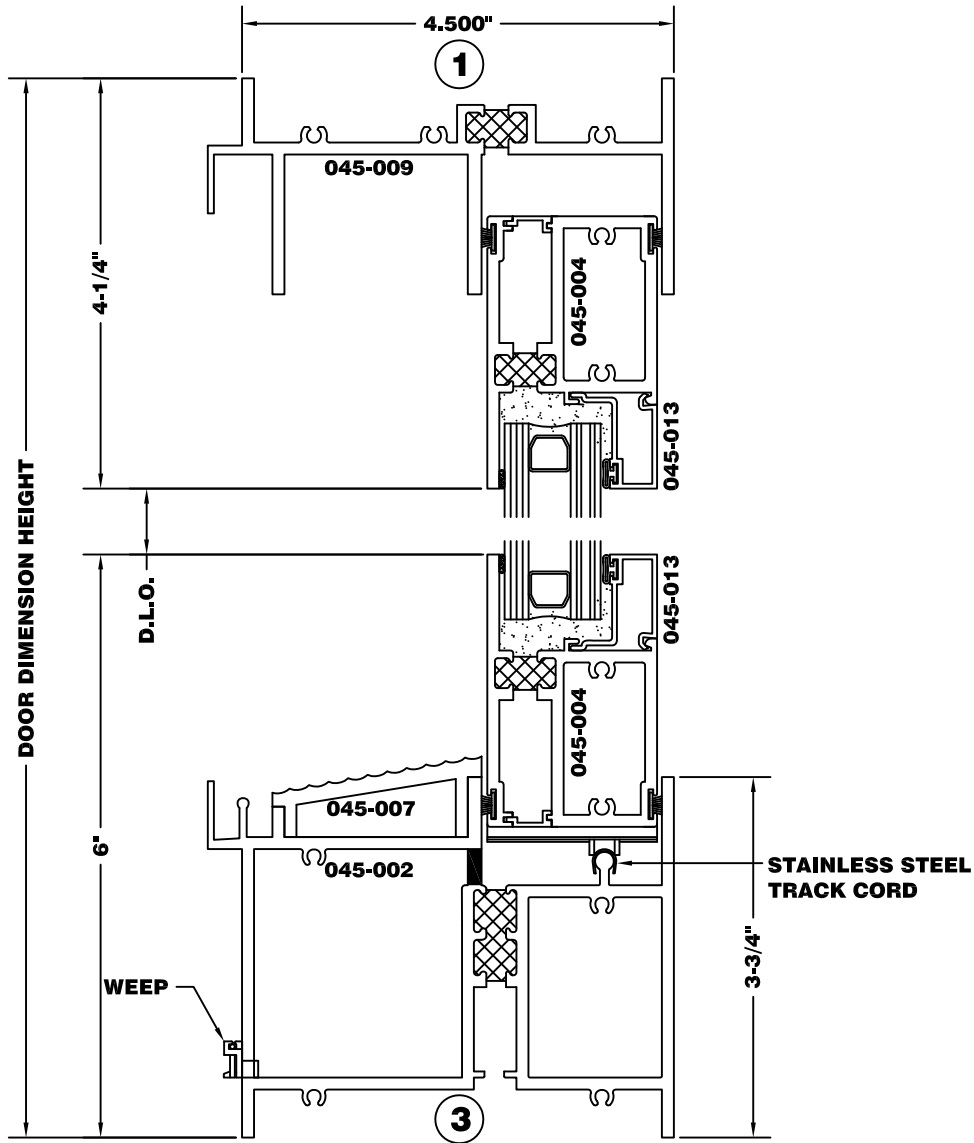 4.500"
1
045-009
4-1/4"
045-004
045-013
DOOR DIMENSION HEIGHT
D.L.O.
045-013
045-004
045-007
045-002
6"
STAINLESS STEEL
TRACK CORD
3-3/4"
WEEP
3